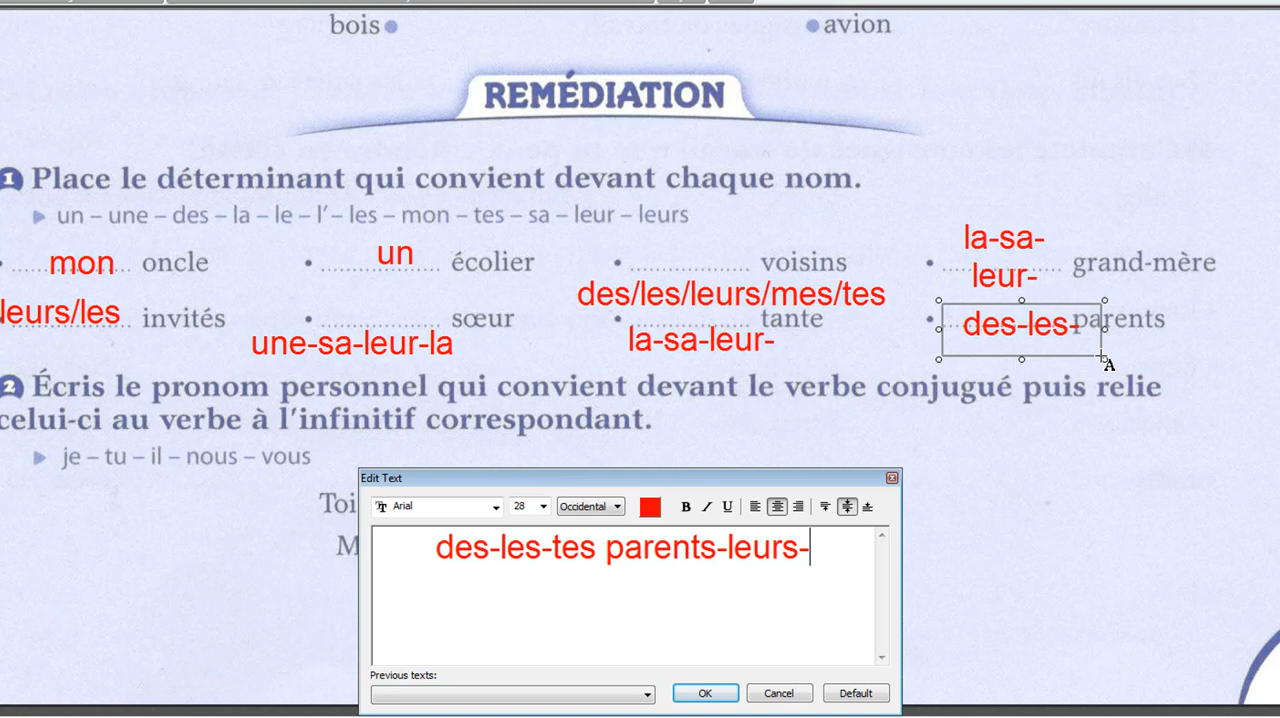 bois avion
REMÉDIATION
1 Place le déterminant qui convient devant chaque nom.
un – une – des – la – le – l' – les – mon – tes – sa – leur – leurs
la-sa-
• mon oncle • un écolier • voisins • leur- grand-mère
des/les/leurs/mes/tes
leurs/les invités • sœur • tante • des-les- parents
une-sa-leur-la la-sa-leur-
2 Écris le pronom personnel qui convient devant le verbe conjugué puis relie
celui-ci au verbe à l'infinitif correspondant.
je – tu – il – nous – vous
Toi
M
Edit Text
Arial 28 Occidental B I U
des-les-tes parents-leurs-
Previous texts:
OK Cancel Default
A